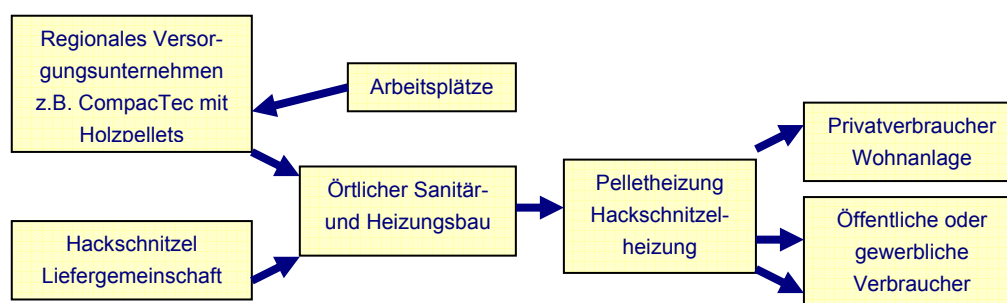 Regionales Versor-
gungsunternehmen
z.B. CompacTec mit
Holzpellets
Arbeitsplätze
Hackschnitzel
Liefergemeinschaft
Örtlicher Sanitär-
und Heizungsbau
Pelletheizung
Hackschnitzel-
heizung
Privatverbraucher
Wohnanlage
Öffentliche oder
gewerbliche
Verbraucher